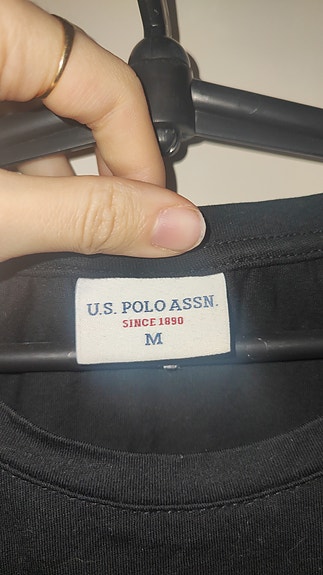 U.S. POLO ASSN.
SINCE 1890
M